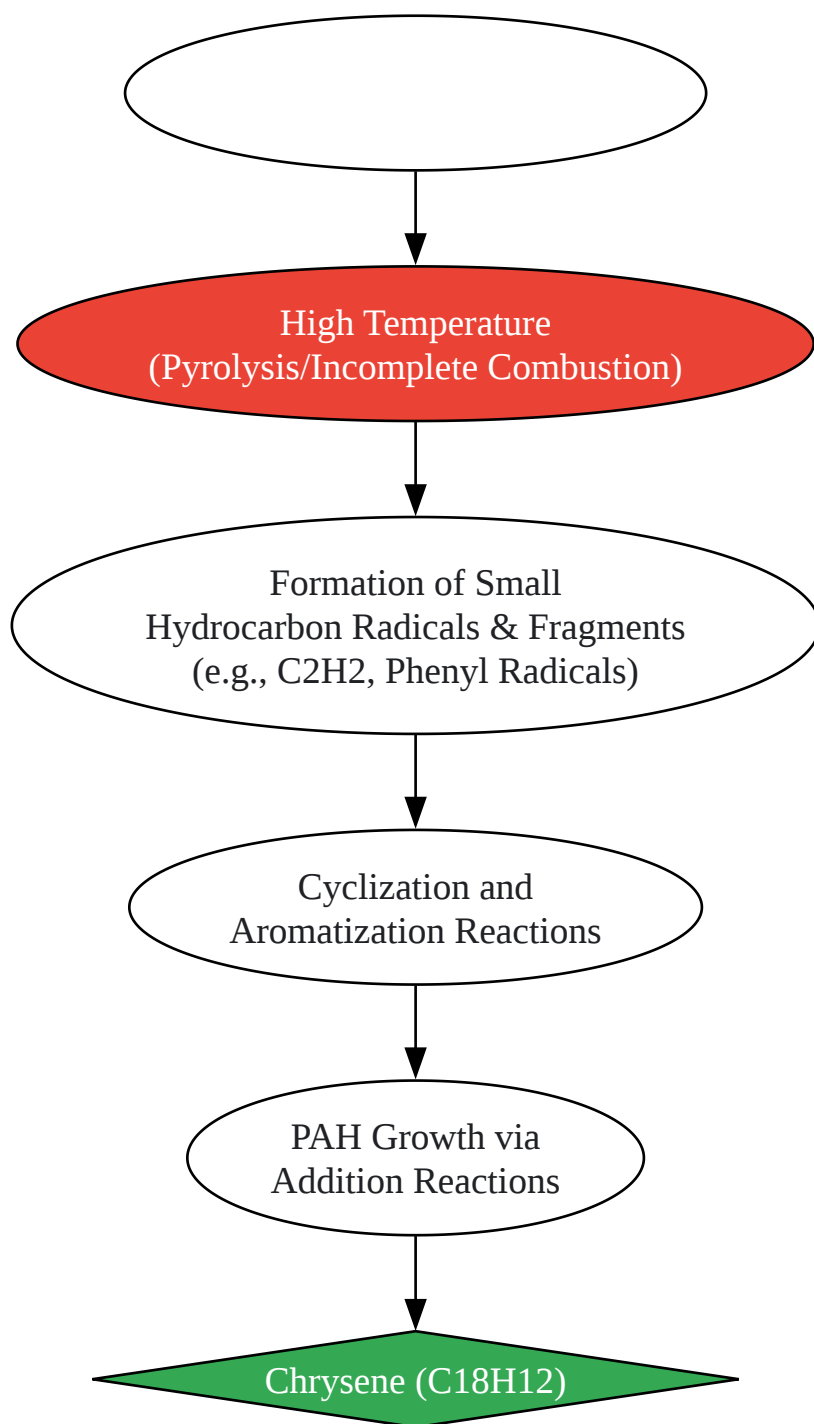 High Temperature
(Pyrolysis/Incomplete Combustion)
Formation of Small
Hydrocarbon Radicals & Fragments
(e.g., C2H2, Phenyl Radicals)
Cyclization and
Aromatization Reactions
PAH Growth via
Addition Reactions
Chrysene (C18H12)